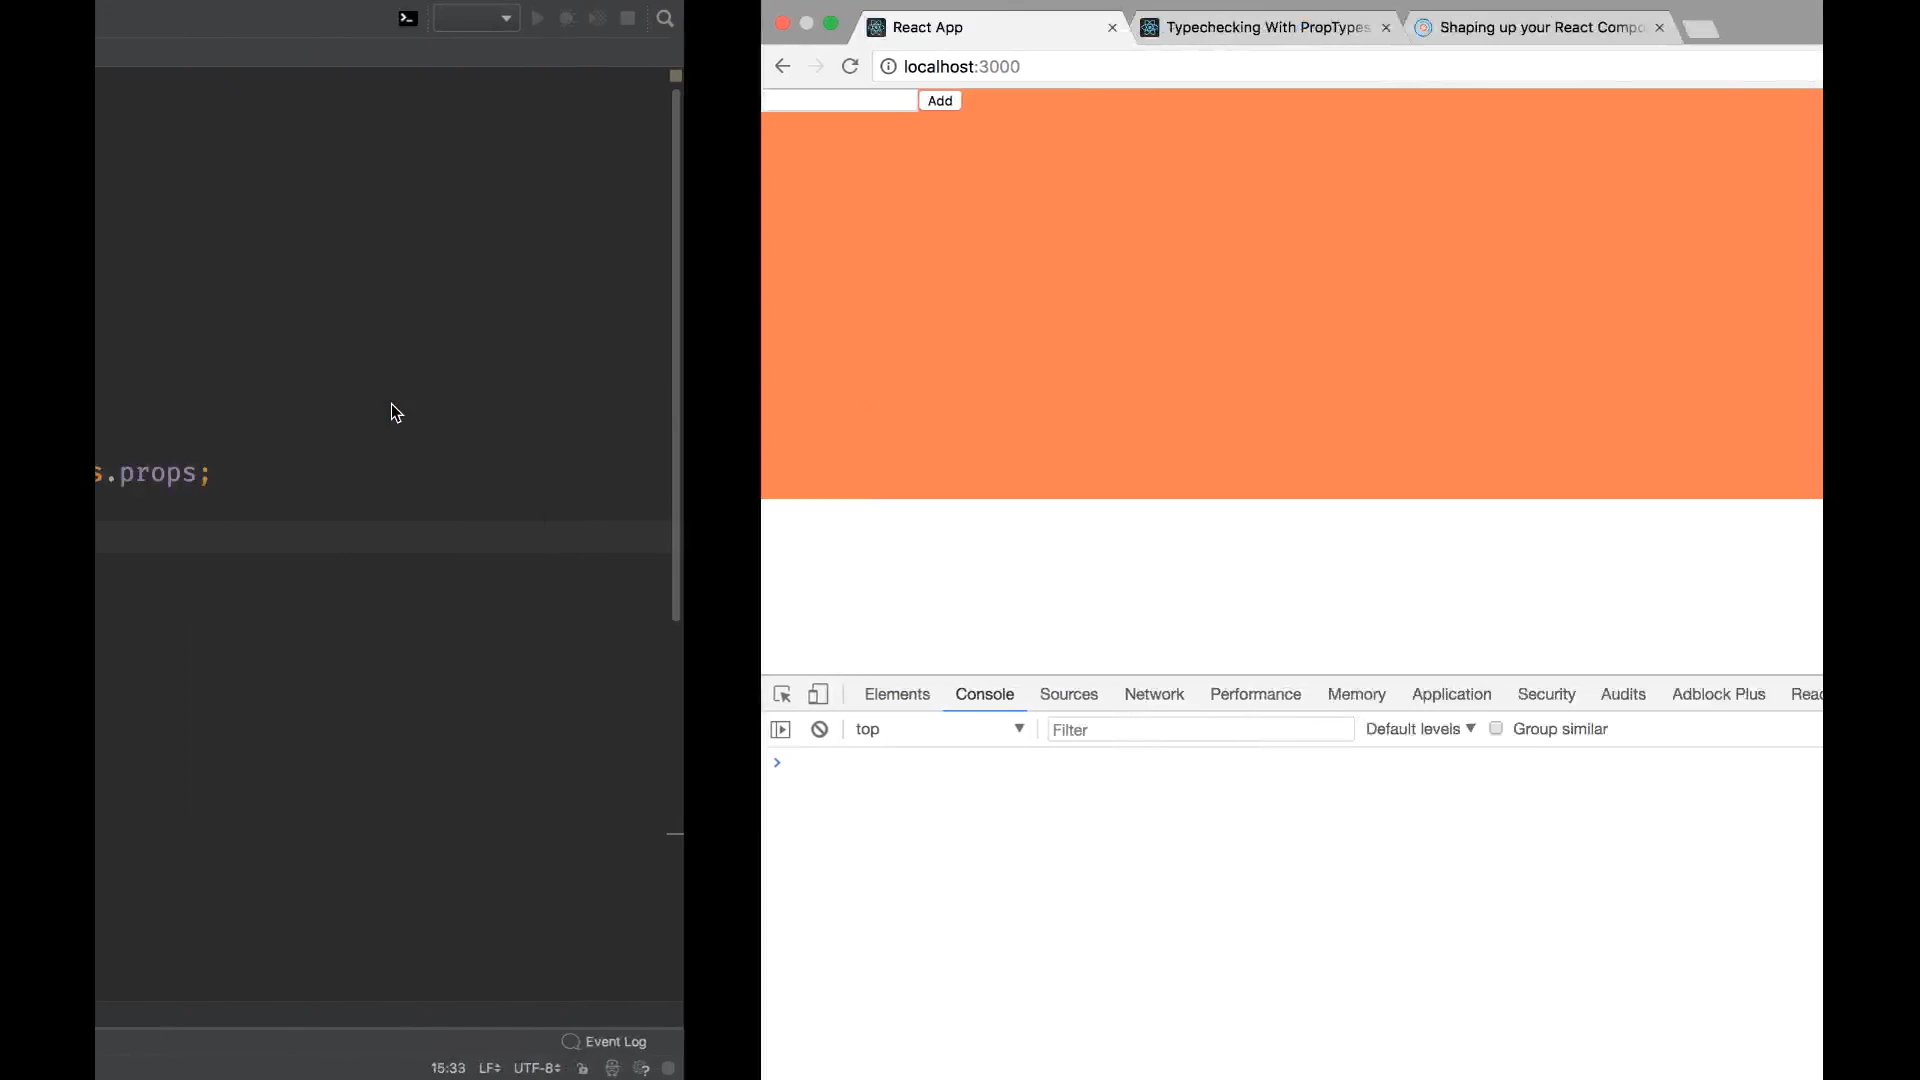 React App
Typechecking With PropTypes
Shaping up your React Compo
localhost:3000
Add
s.props;
Elements Console Sources Network Performance Memory Application Security Audits Adblock Plus Reac
top Filter Default levels Group similar
Event Log
15:33 LF UTF-8